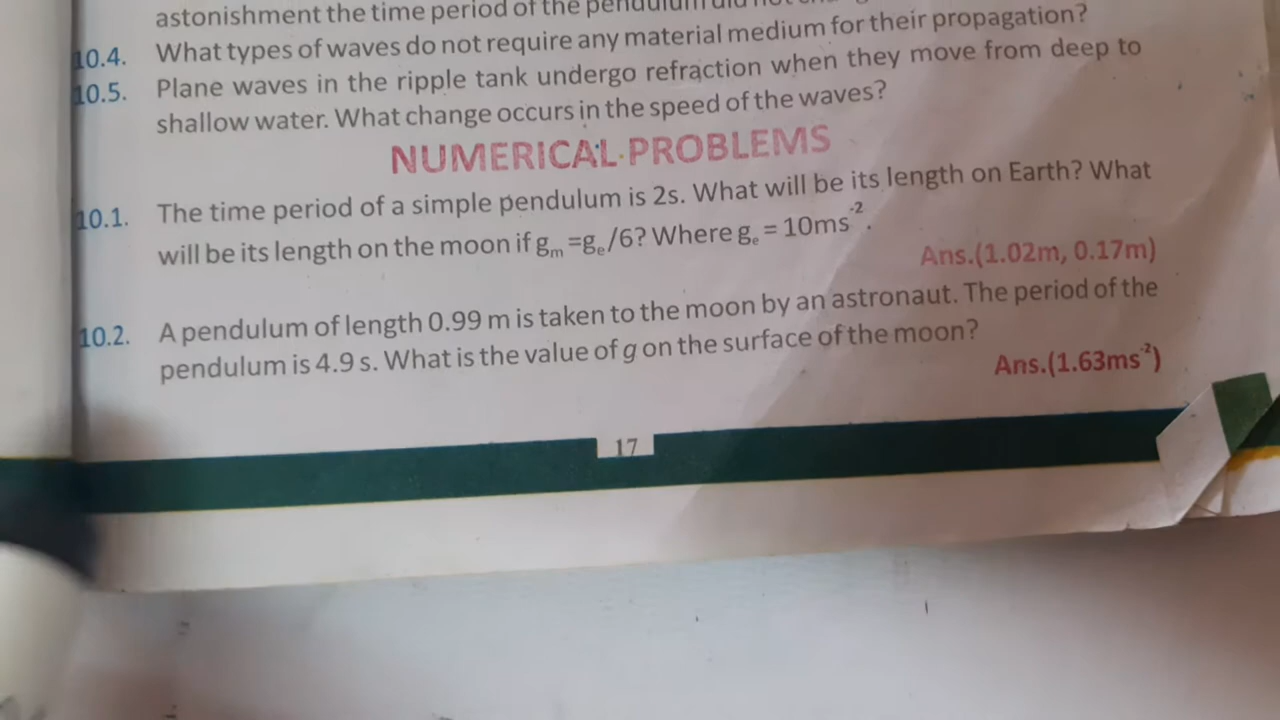 astonishment the time period of the pendulum did not
10.4. What types of waves do not require any material medium for their propagation?
10.5. Plane waves in the ripple tank undergo refraction when they move from deep to
shallow water. What change occurs in the speed of the waves?
NUMERICAL PROBLEMS
10.1. The time period of a simple pendulum is 2s. What will be its length on Earth? What
will be its length on the moon if gₘ =gₑ/6? Where gₑ = 10ms⁻².
Ans.(1.02m, 0.17m)
10.2. A pendulum of length 0.99 m is taken to the moon by an astronaut. The period of the
pendulum is 4.9 s. What is the value of g on the surface of the moon?
Ans.(1.63ms⁻²)
17